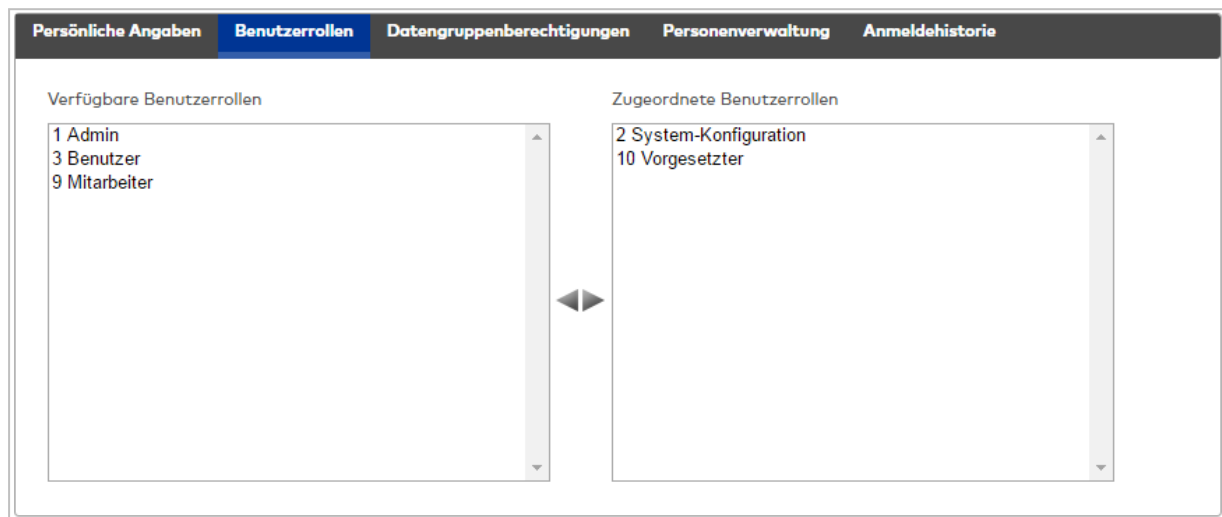 Persönliche Angaben Benutzerrollen Datengruppenberechtigungen Personenverwaltung Anmeldehistorie
Verfügbare Benutzerrollen
1 Admin
3 Benutzer
9 Mitarbeiter
Zugeordnete Benutzerrollen
2 System-Konfiguration
10 Vorgesetzter